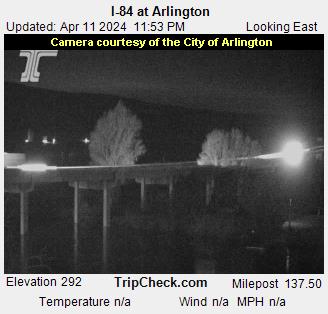 I-84 at Arlington
Updated: Apr 11 2024 11:53 PM Looking East
Camera courtesy of the City of Arlington
Elevation 292 TripCheck.com Milepost 137.50
Temperature n/a Wind n/a MPH n/a